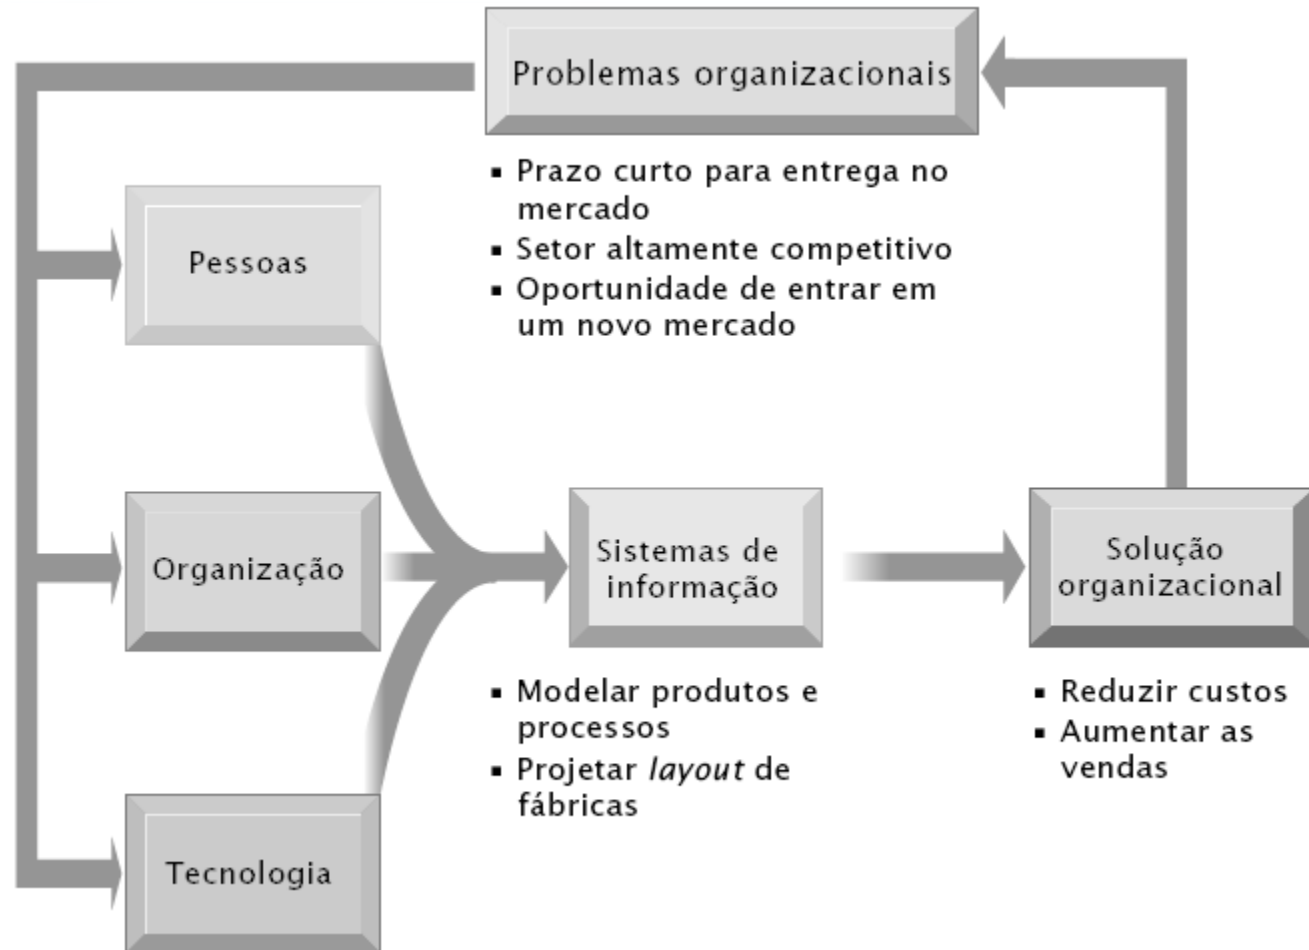 Problemas organizacionais
▪ Prazo curto para entrega no
mercado
▪ Setor altamente competitivo
▪ Oportunidade de entrar em
um novo mercado
Pessoas
Organização
Tecnologia
Sistemas de
informação
▪ Modelar produtos e
processos
▪ Projetar layout de
fábricas
Solução
organizacional
▪ Reduzir custos
▪ Aumentar as
vendas